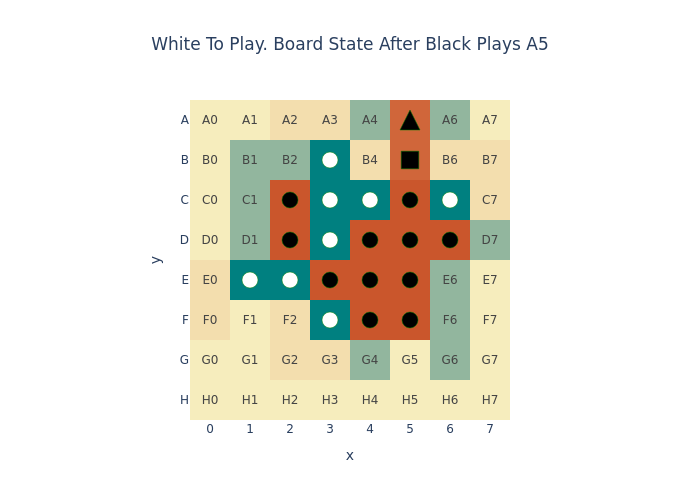 White To Play. Board State After Black Plays A5
A A0 A1 A2 A3 A4 A6 A7
B B0 B1 B2 B4 B6 B7
C C0 C1 C7
D D0 D1 D7
y
E E0 E6 E7
F F0 F1 F2 F6 F7
G G0 G1 G2 G3 G4 G5 G6 G7
H H0 H1 H2 H3 H4 H5 H6 H7
0 1 2 3 4 5 6 7
x